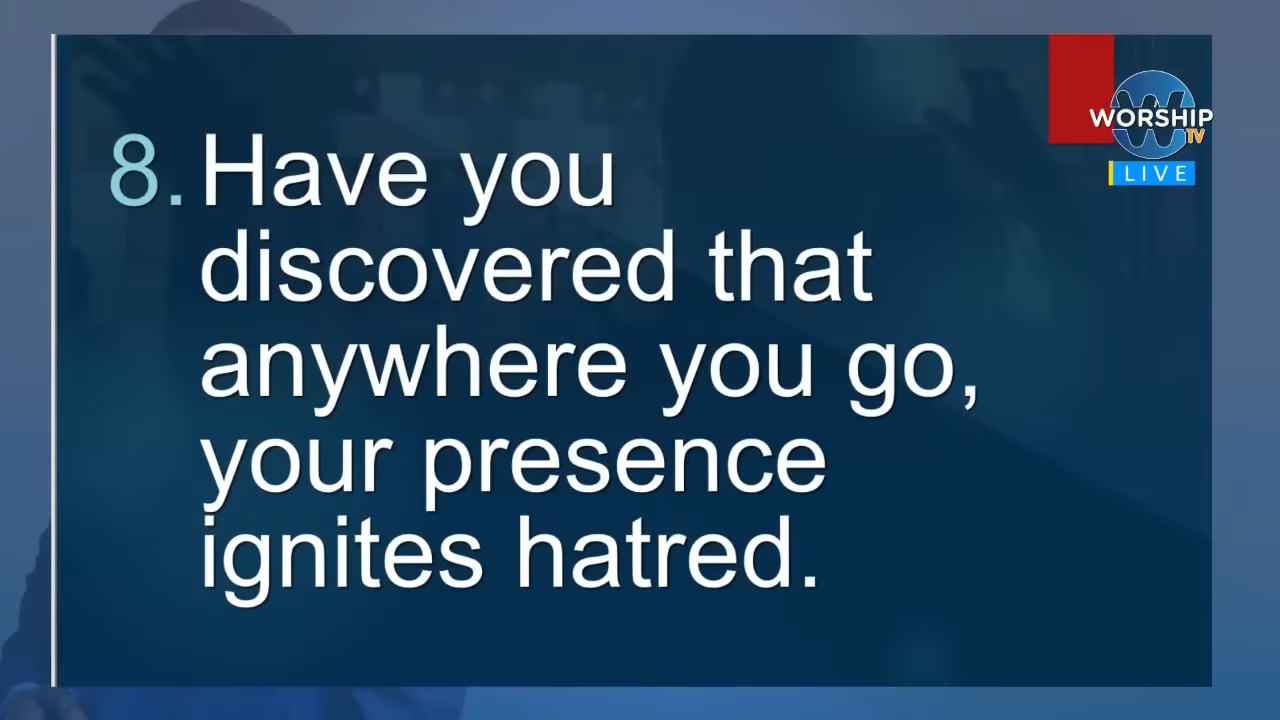 WORSHIP
TV
LIVE
8. Have you
discovered that
anywhere you go,
your presence
ignites hatred.